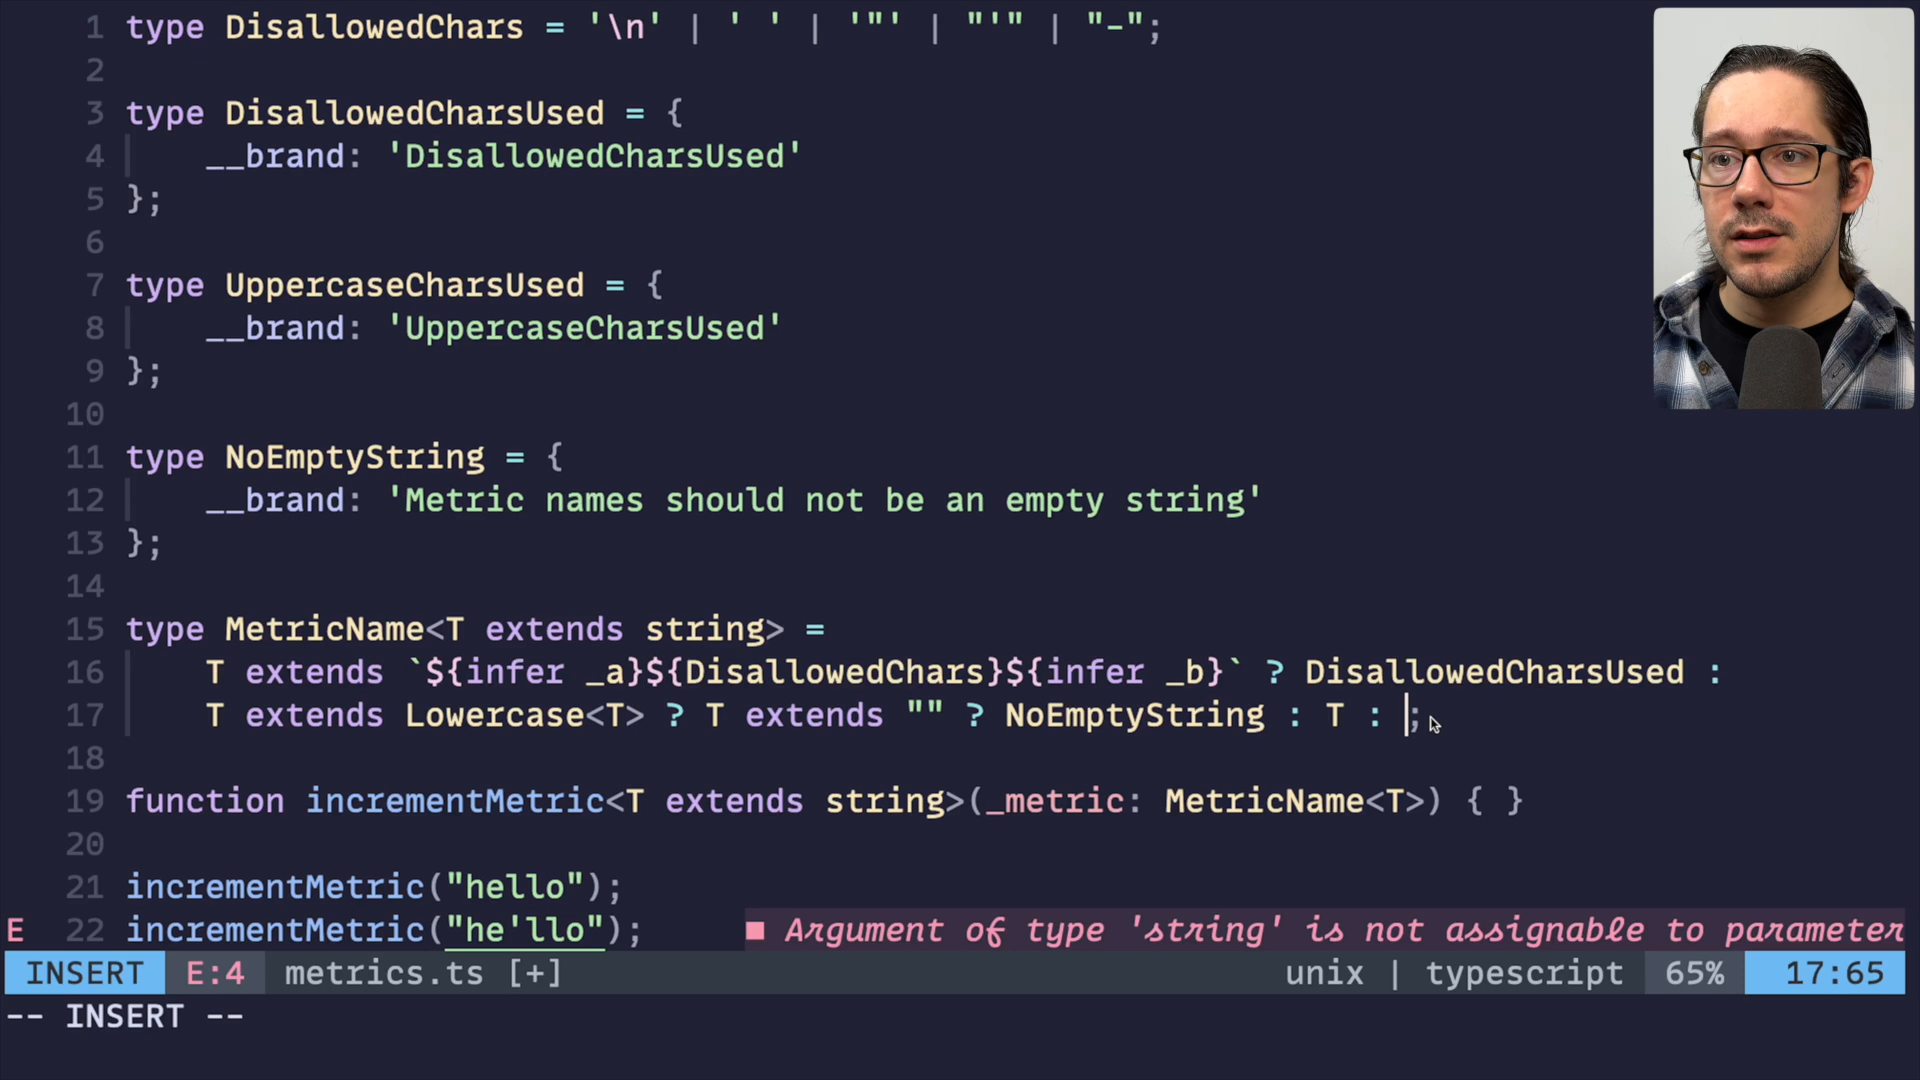 1 type DisallowedChars = '\n' | ' ' | '"' | "'" | "-";
2
3 type DisallowedCharsUsed = {
4 __brand: 'DisallowedCharsUsed'
5 };
6
7 type UppercaseCharsUsed = {
8 __brand: 'UppercaseCharsUsed'
9 };
10
11 type NoEmptyString = {
12 __brand: 'Metric names should not be an empty string'
13 };
14
15 type MetricName<T extends string> =
16 T extends `${infer _a}${DisallowedChars}${infer _b}` ? DisallowedCharsUsed :
17 T extends Lowercase<T> ? T extends "" ? NoEmptyString : T : ;
18
19 function incrementMetric<T extends string>(_metric: MetricName<T>) { }
20
21 incrementMetric("hello");
E 22 incrementMetric("he'llo"); ■ Argument of type 'string' is not assignable to parameter
INSERT E:4 metrics.ts [+] unix | typescript 65% 17:65
-- INSERT --